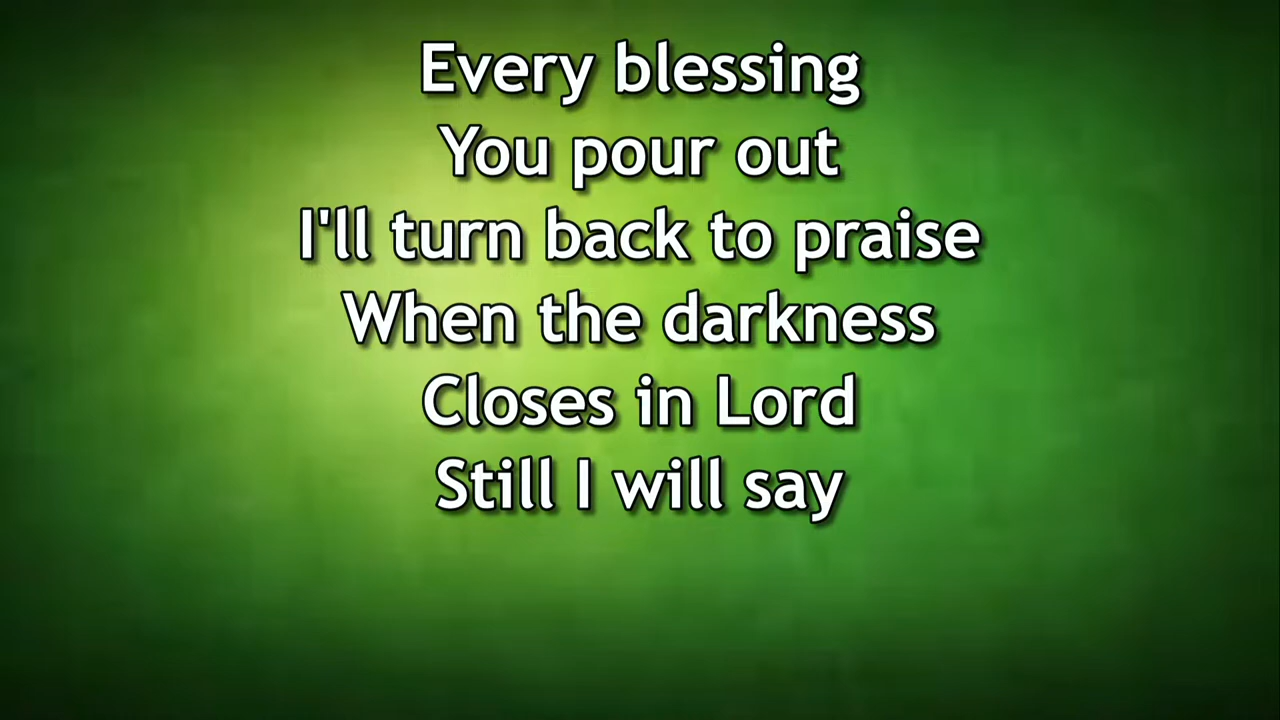 Every blessing
You pour out
I'll turn back to praise
When the darkness
Closes in Lord
Still I will say